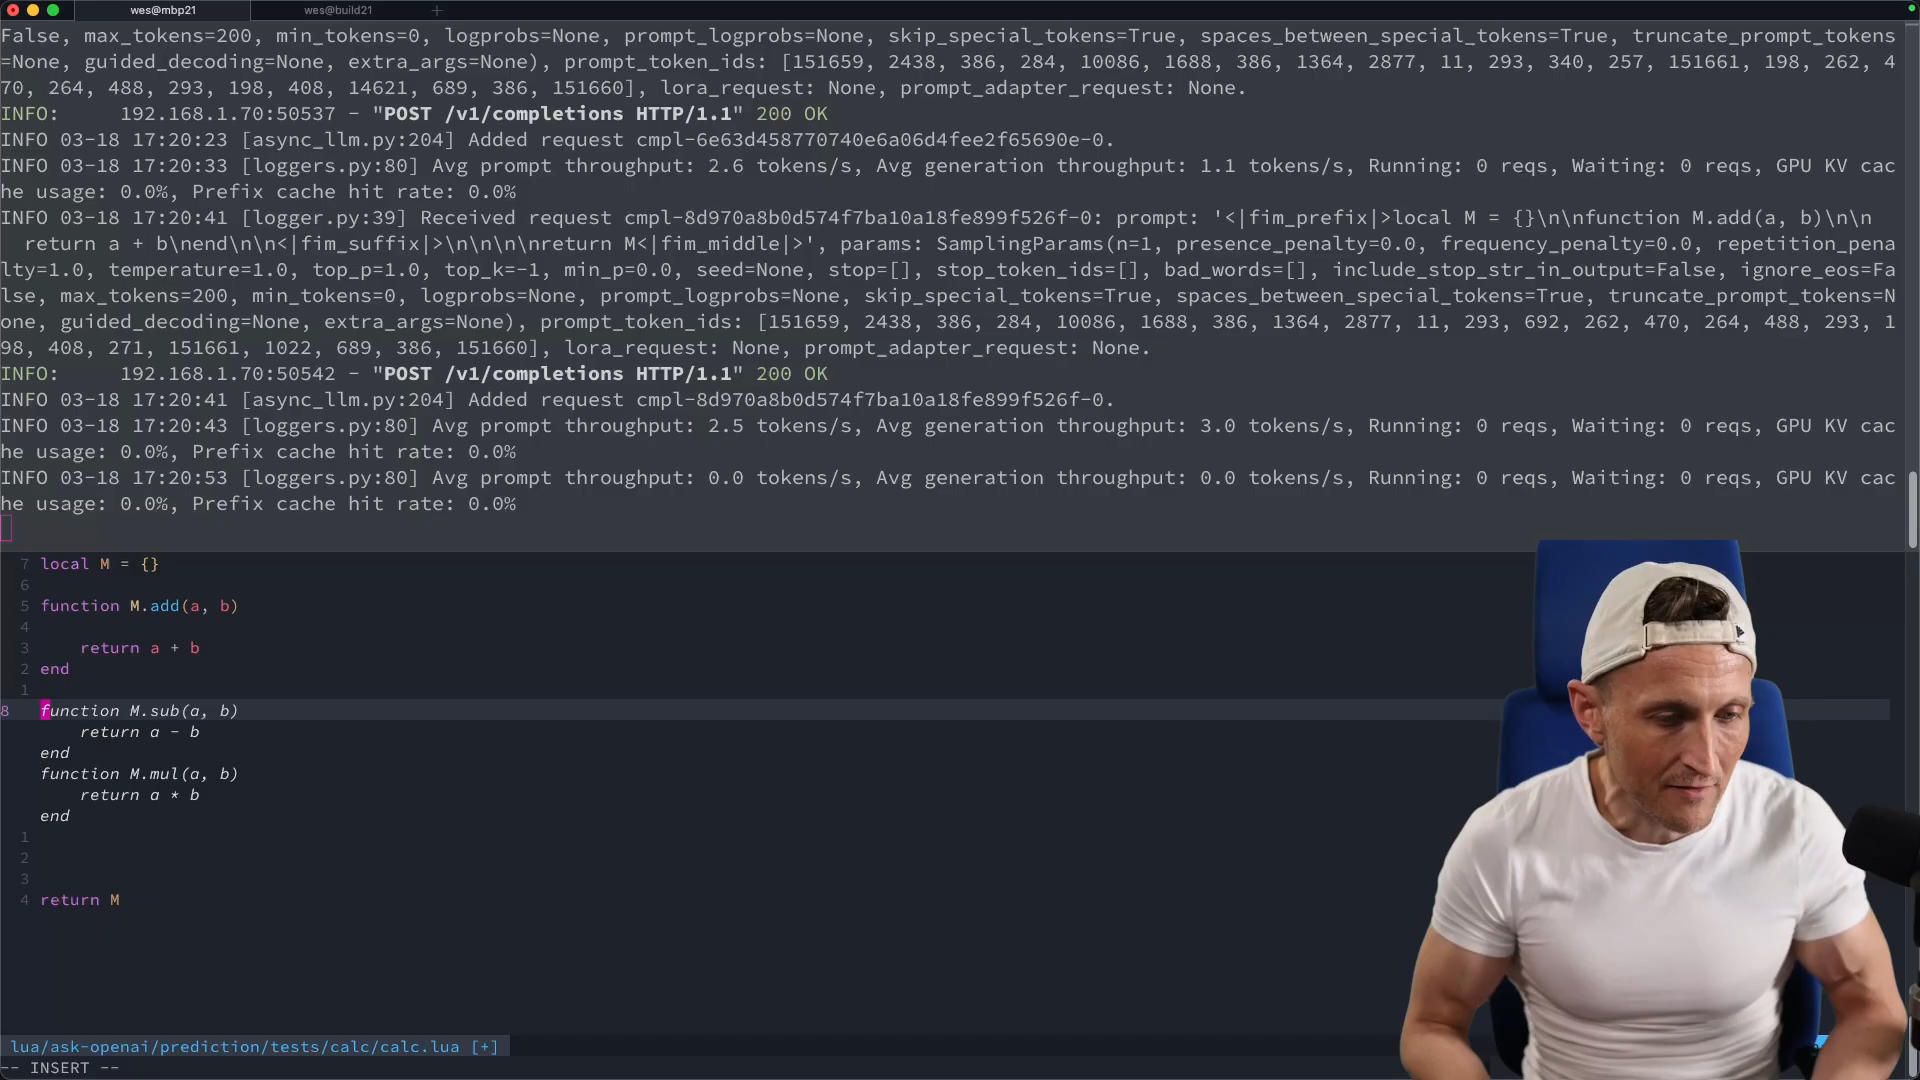 wes@mbp21
wes@build21
False, max_tokens=200, min_tokens=0, logprobs=None, prompt_logprobs=None, skip_special_tokens=True, spaces_between_special_tokens=True, truncate_prompt_tokens
=None, guided_decoding=None, extra_args=None), prompt_token_ids: [151659, 2438, 386, 284, 10086, 1688, 386, 1364, 2877, 11, 293, 340, 257, 151661, 198, 262, 4
70, 264, 488, 293, 198, 408, 14621, 689, 386, 151660], lora_request: None, prompt_adapter_request: None.
INFO: 192.168.1.70:50537 - "POST /v1/completions HTTP/1.1" 200 OK
INFO 03-18 17:20:23 [async_llm.py:204] Added request cmpl-6e63d458770740e6a06d4fee2f65690e-0.
INFO 03-18 17:20:33 [loggers.py:80] Avg prompt throughput: 2.6 tokens/s, Avg generation throughput: 1.1 tokens/s, Running: 0 reqs, Waiting: 0 reqs, GPU KV cac
he usage: 0.0%, Prefix cache hit rate: 0.0%
INFO 03-18 17:20:41 [logger.py:39] Received request cmpl-8d970a8b0d574f7ba10a18fe899f526f-0: prompt: '<|fim_prefix|>local M = {}\n\nfunction M.add(a, b)\n\n
return a + b\nend\n\n<|fim_suffix|>\n\n\n\nreturn M<|fim_middle|>', params: SamplingParams(n=1, presence_penalty=0.0, frequency_penalty=0.0, repetition_pena
lty=1.0, temperature=1.0, top_p=1.0, top_k=-1, min_p=0.0, seed=None, stop=[], stop_token_ids=[], bad_words=[], include_stop_str_in_output=False, ignore_eos=Fa
lse, max_tokens=200, min_tokens=0, logprobs=None, prompt_logprobs=None, skip_special_tokens=True, spaces_between_special_tokens=True, truncate_prompt_tokens=N
one, guided_decoding=None, extra_args=None), prompt_token_ids: [151659, 2438, 386, 284, 10086, 1688, 386, 1364, 2877, 11, 293, 692, 262, 470, 264, 488, 293, 1
98, 408, 271, 151661, 1022, 689, 386, 151660], lora_request: None, prompt_adapter_request: None.
INFO: 192.168.1.70:50542 - "POST /v1/completions HTTP/1.1" 200 OK
INFO 03-18 17:20:41 [async_llm.py:204] Added request cmpl-8d970a8b0d574f7ba10a18fe899f526f-0.
INFO 03-18 17:20:43 [loggers.py:80] Avg prompt throughput: 2.5 tokens/s, Avg generation throughput: 3.0 tokens/s, Running: 0 reqs, Waiting: 0 reqs, GPU KV cac
he usage: 0.0%, Prefix cache hit rate: 0.0%
INFO 03-18 17:20:53 [loggers.py:80] Avg prompt throughput: 0.0 tokens/s, Avg generation throughput: 0.0 tokens/s, Running: 0 reqs, Waiting: 0 reqs, GPU KV cac
he usage: 0.0%, Prefix cache hit rate: 0.0%
7 local M = {}
6
5 function M.add(a, b)
4
3 return a + b
2 end
1
8 function M.sub(a, b)
return a - b
end
function M.mul(a, b)
return a * b
end
1
2
3
4 return M
lua/ask-openai/prediction/tests/calc/calc.lua [+]
-- INSERT --